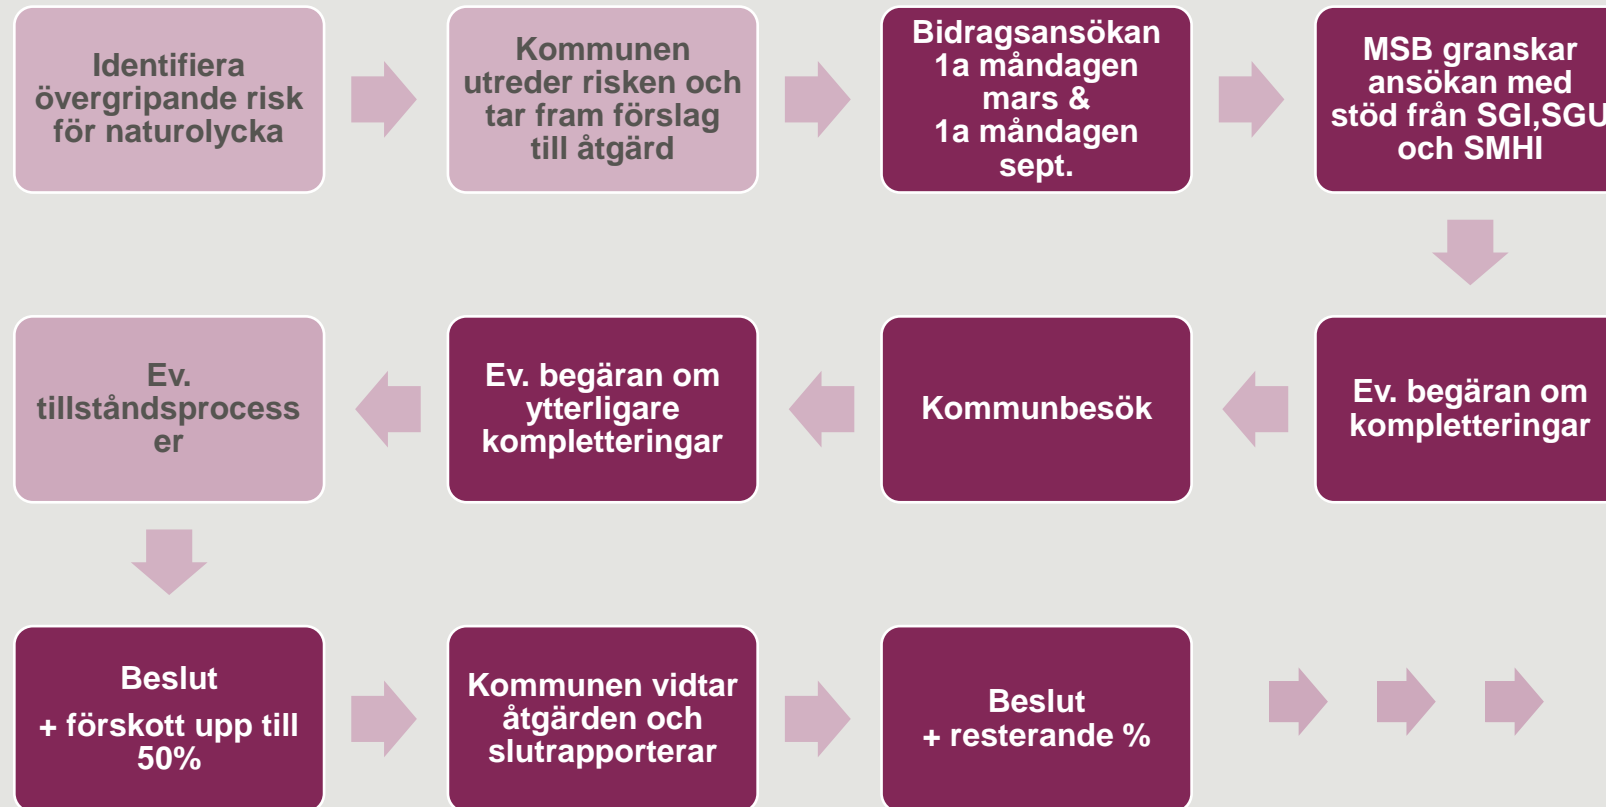 Identifiera
övergripande risk
för naturolycka
Kommunen
utreder risken och
tar fram förslag
till åtgärd
Bidragsansökan
1a måndagen
mars &
1a måndagen
sept.
MSB granskar
ansökan med
stöd från SGI,SGU
och SMHI
Ev. begäran om
kompletteringar
Kommunbesök
Ev. begäran om
ytterligare
kompletteringar
Ev.
tillståndsprocess
er
Beslut
+ förskott upp till
50%
Kommunen vidtar
åtgärden och
slutrapporterar
Beslut
+ resterande %